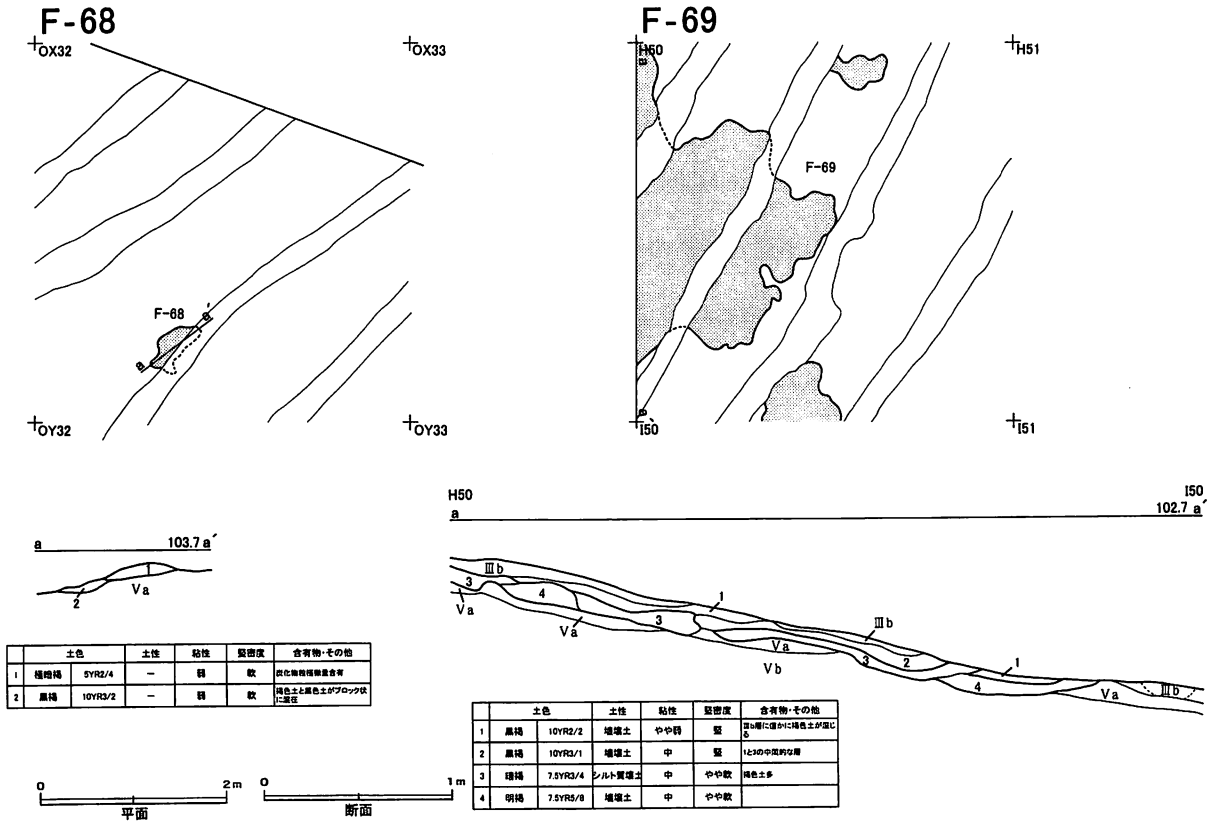 F-68
OX32
OX33
F-68
a
a'
OY32
OY33
F-69
H50
H51
a
F-69
a'
I50
I51
a 103.7 a'
1
2
Ⅴa
H50 I50
a 102.7 a'
Ⅲb
3
4
Ⅴa
Ⅴa
3
1
Ⅲb
Ⅴa
Ⅴb
3
2
1
4
Ⅴa
Ⅲb
土色 土性 粘性 堅密度 含有物・その他
1 極暗褐 5YR2/4 － 弱 軟 炭化物粒極微量含有
2 黒褐 10YR3/2 － 弱 軟 褐色土と黒色土がブロック状
に混在
土色 土性 粘性 堅密度 含有物・その他
1 黒褐 10YR2/2 埴壌土 やや弱 堅 Ⅲb層に僅かに褐色土が混じ
る
2 黒褐 10YR3/1 埴壌土 中 堅 1と3の中間的な層
3 暗褐 7.5YR3/4 シルト質壌土 中 やや軟 褐色土多
4 明褐 7.5YR5/8 埴壌土 中 やや軟
0 2m
平面
0 1m
断面